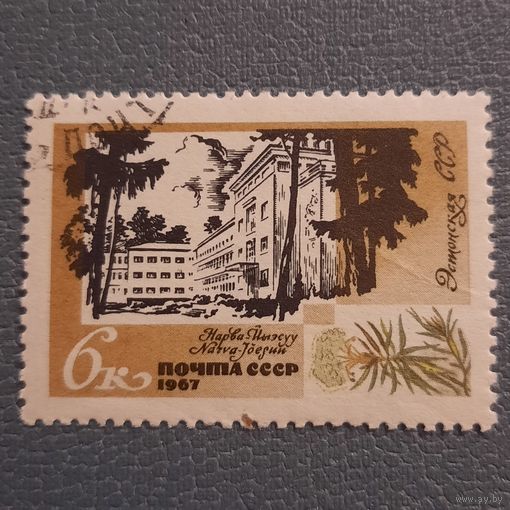 Эстонская ССР
Нарва-Йыэсуу
Narva-Jõesuu
6к
ПОЧТА СССР
1967
www.ay.by